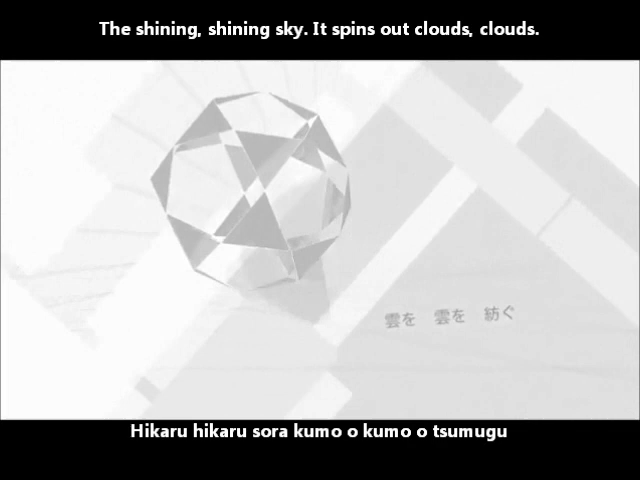 The shining, shining sky. It spins out clouds, clouds.
雲を　雲を　紡ぐ
Hikaru hikaru sora kumo o kumo o tsumugu